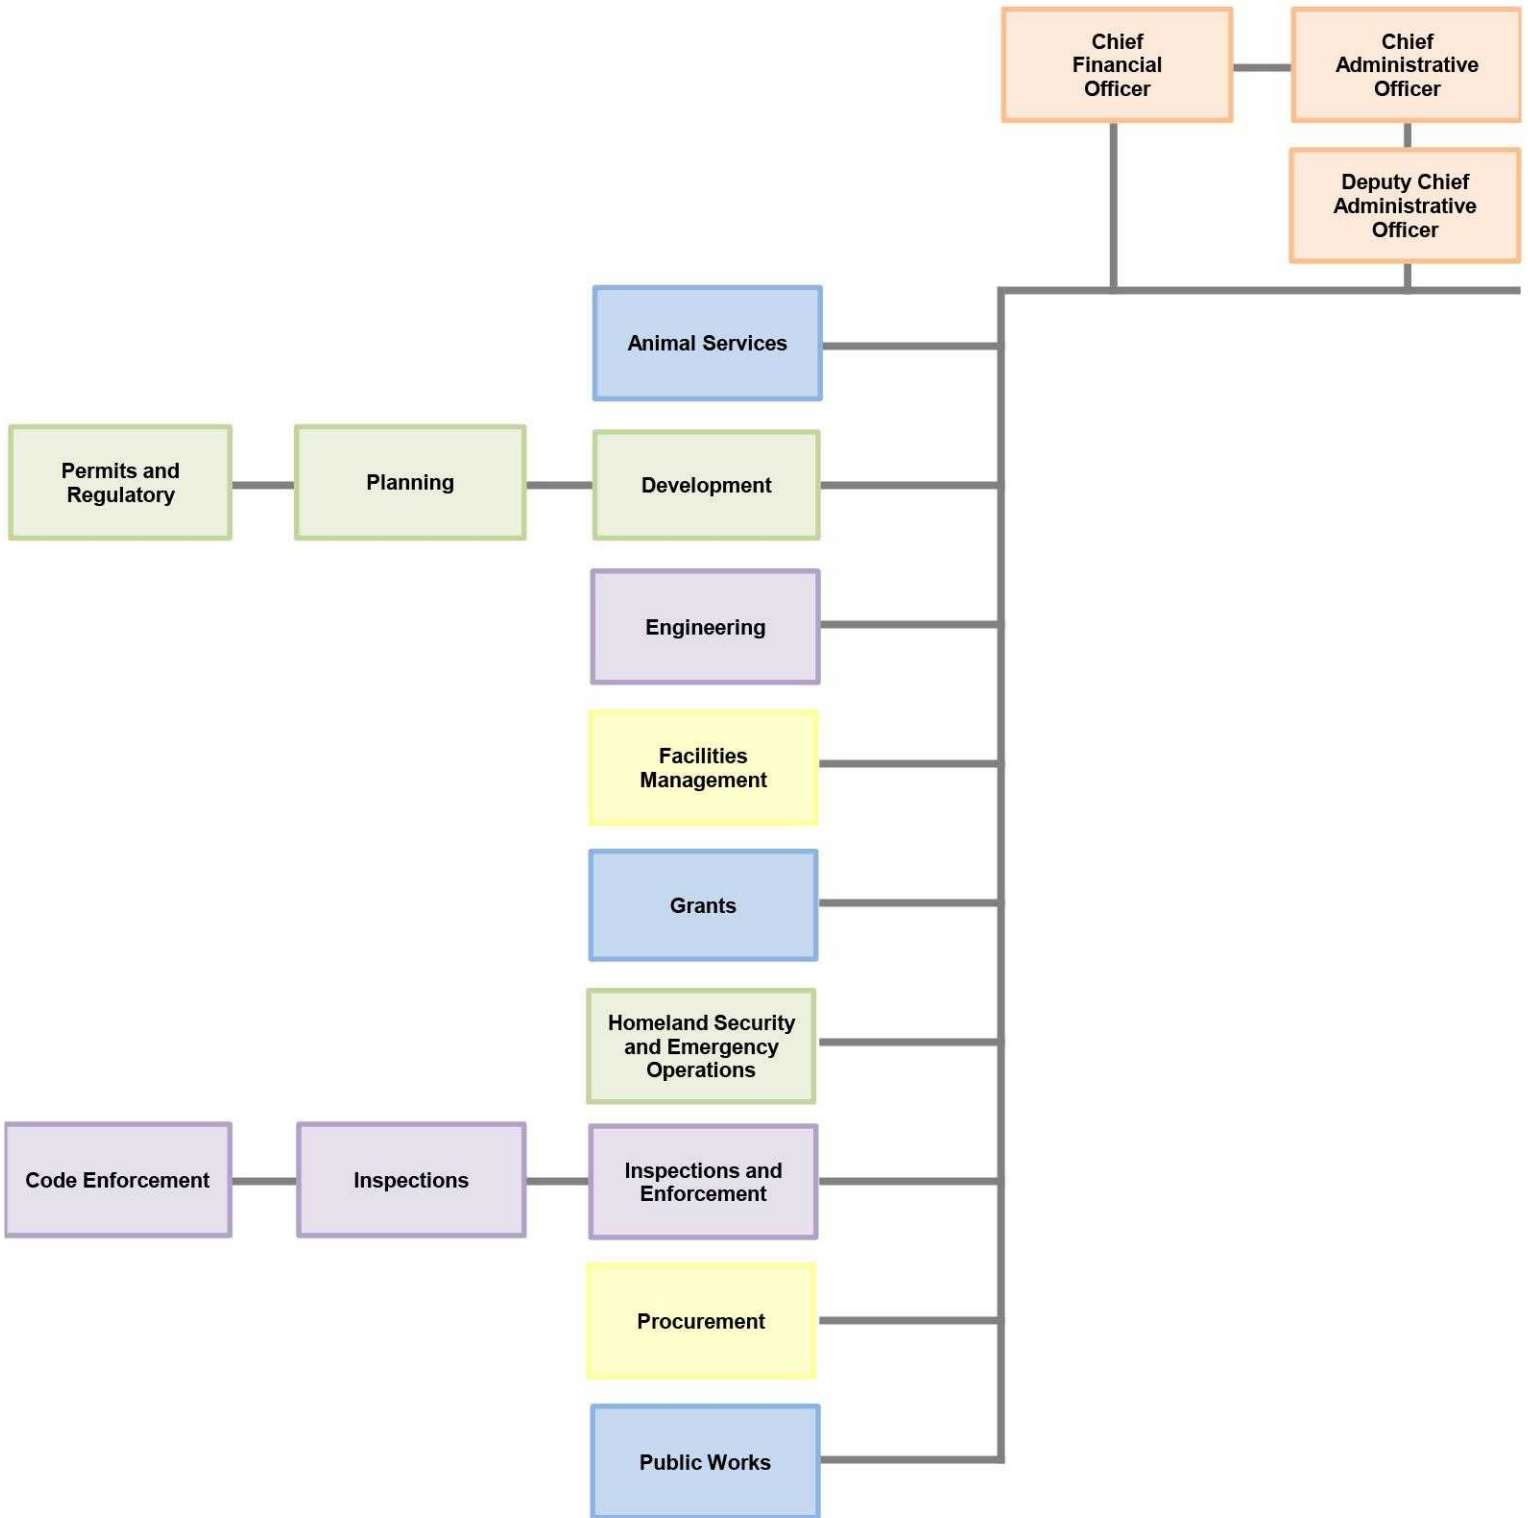 Chief
Financial
Officer
Chief
Administrative
Officer
Deputy Chief
Administrative
Officer
Animal Services
Permits and
Regulatory
Planning
Development
Engineering
Facilities
Management
Grants
Homeland Security
and Emergency
Operations
Code Enforcement
Inspections
Inspections and
Enforcement
Procurement
Public Works